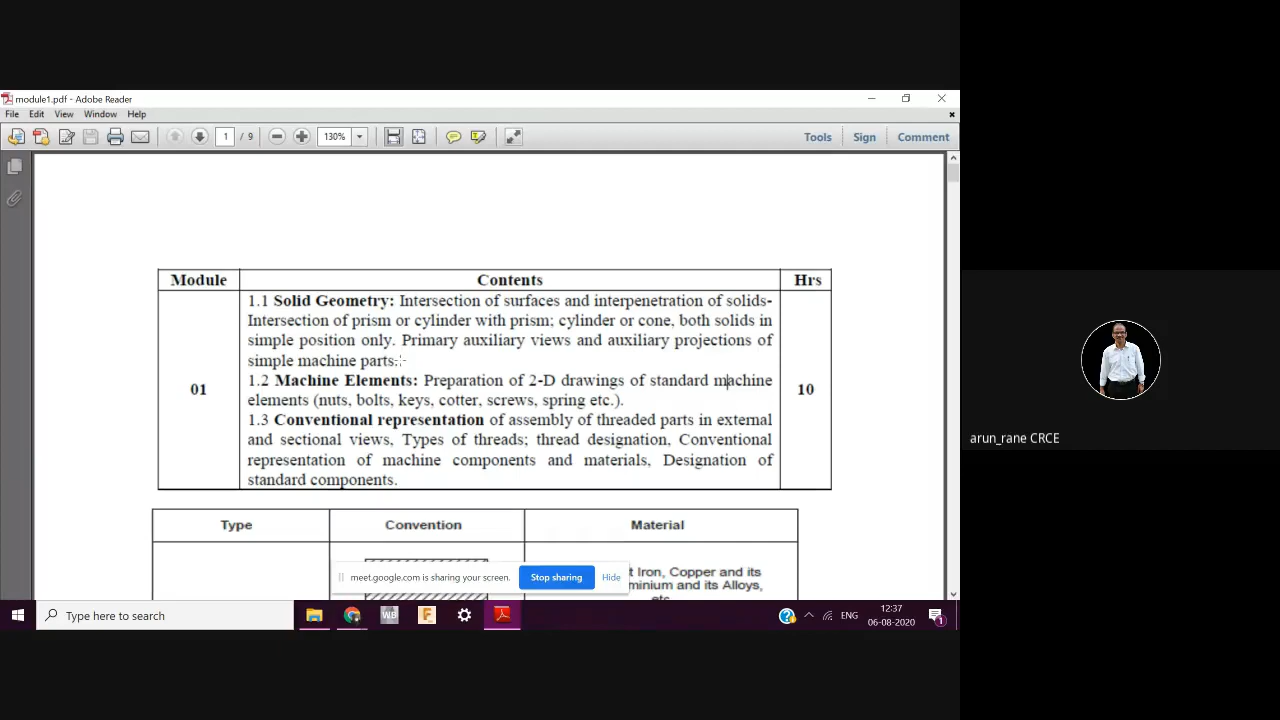 module1.pdf - Adobe Reader
File Edit View Window Help
1 / 9 130% Tools Sign Comment
Module Contents Hrs
1.1 Solid Geometry: Intersection of surfaces and interpenetration of solids-
Intersection of prism or cylinder with prism; cylinder or cone, both solids in
simple position only. Primary auxiliary views and auxiliary projections of
simple machine parts.
1.2 Machine Elements: Preparation of 2-D drawings of standard machine
01 10
elements (nuts, bolts, keys, cotter, screws, spring etc.).
1.3 Conventional representation of assembly of threaded parts in external
and sectional views, Types of threads; thread designation, Conventional
representation of machine components and materials, Designation of
standard components.
Type Convention Material
t Iron, Copper and its
minium and its Alloys,
etc
meet.google.com is sharing your screen. Stop sharing Hide
Type here to search
WB F ENG 12:37
06-08-2020 1
arun_rane CRCE